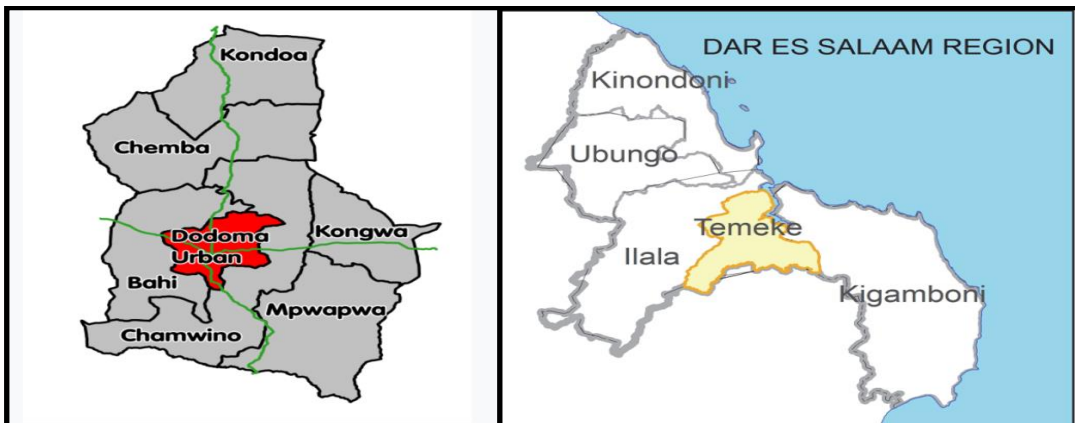 Kondoa
Chemba
Dodoma
Urban
Kongwa
Bahi
Mpwapwa
Chamwino
DAR ES SALAAM REGION
Kinondoni
Ubungo
Temeke
Ilala
Kigamboni